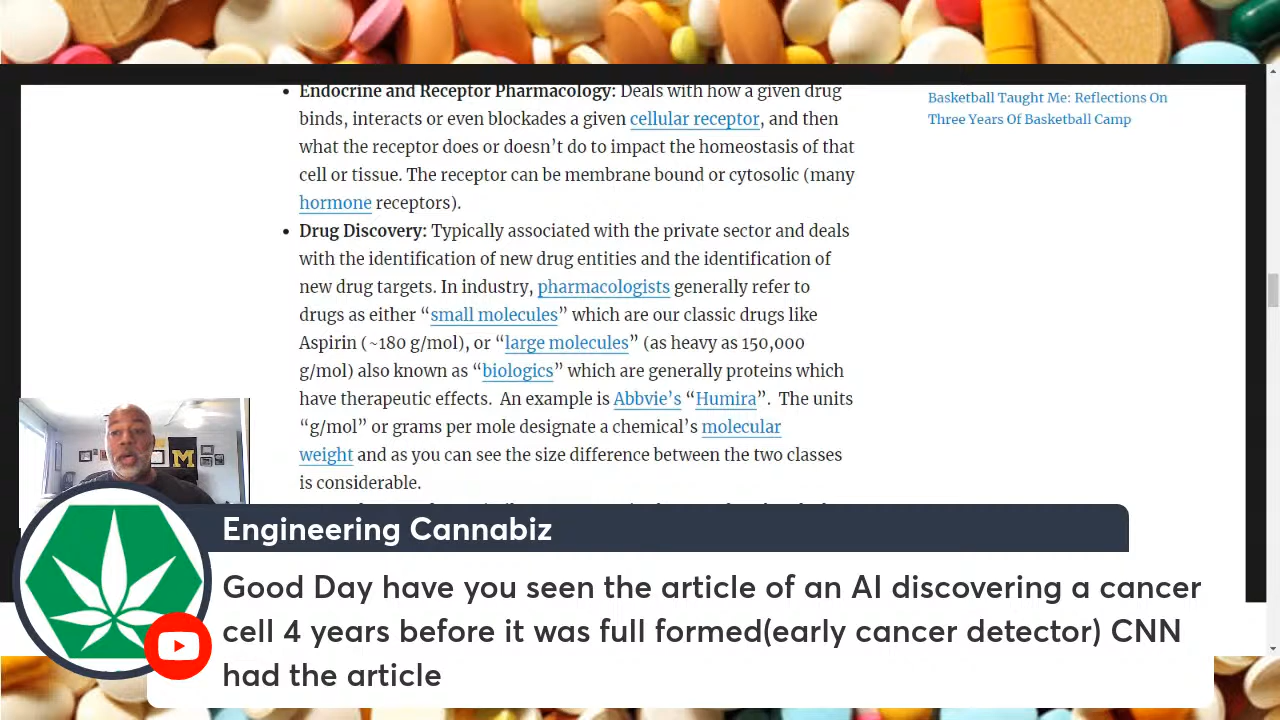 Endocrine and Receptor Pharmacology: Deals with how a given drug
binds, interacts or even blockades a given cellular receptor, and then
what the receptor does or doesn’t do to impact the homeostasis of that
cell or tissue. The receptor can be membrane bound or cytosolic (many
hormone receptors).
Drug Discovery: Typically associated with the private sector and deals
with the identification of new drug entities and the identification of
new drug targets. In industry, pharmacologists generally refer to
drugs as either “small molecules” which are our classic drugs like
Aspirin (~180 g/mol), or “large molecules” (as heavy as 150,000
g/mol) also known as “biologics” which are generally proteins which
have therapeutic effects. An example is Abbvie’s “Humira”. The units
“g/mol” or grams per mole designate a chemical’s molecular
weight and as you can see the size difference between the two classes
is considerable.
Basketball Taught Me: Reflections On
Three Years Of Basketball Camp
M
Engineering Cannabiz
Good Day have you seen the article of an AI discovering a cancer
cell 4 years before it was full formed(early cancer detector) CNN
had the article